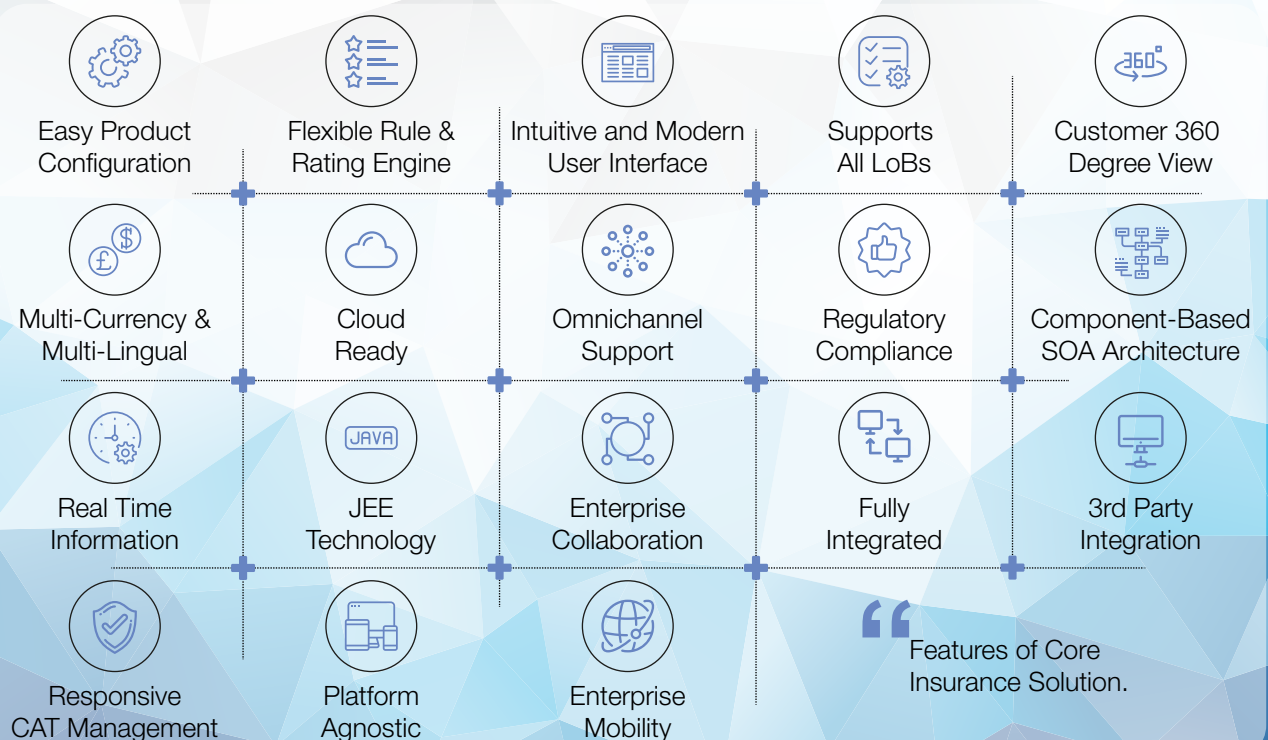 360°
Easy Product
Configuration
Flexible Rule &
Rating Engine
Intuitive and Modern
User Interface
Supports
All LoBs
Customer 360
Degree View
$
£
Multi-Currency &
Multi-Lingual
Cloud
Ready
Omnichannel
Support
Regulatory
Compliance
Component-Based
SOA Architecture
JAVA
Real Time
Information
JEE
Technology
Enterprise
Collaboration
Fully
Integrated
3rd Party
Integration
Responsive
CAT Management
Platform
Agnostic
Enterprise
Mobility
“
Features of Core
Insurance Solution.